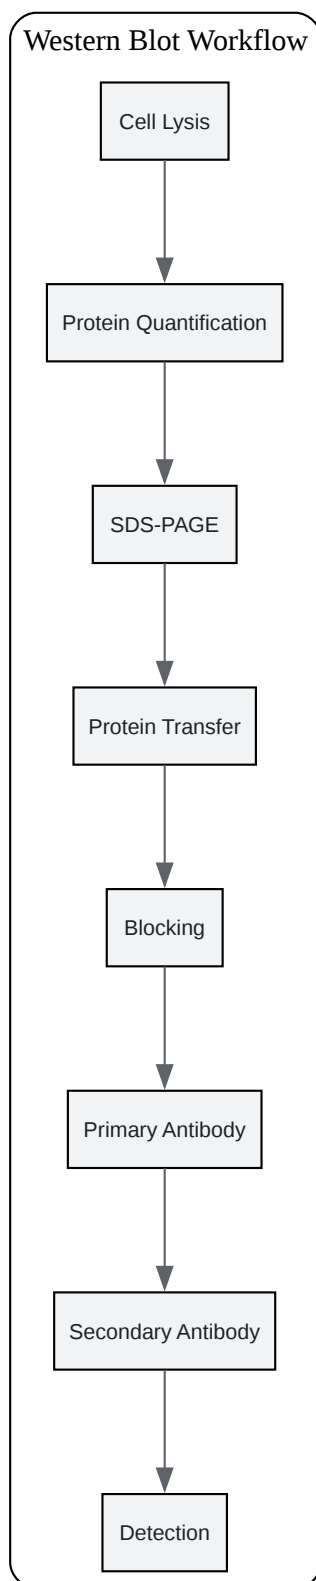 Western Blot Workflow
Cell Lysis
Protein Quantification
SDS-PAGE
Protein Transfer
Blocking
Primary Antibody
Secondary Antibody
Detection